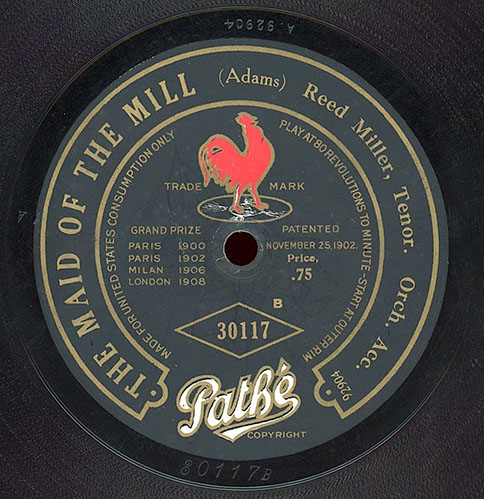 A. 92904
THE MAID OF THE MILL (Adams) Reed Miller, Tenor. Orch. Acc.
92904
MADE FOR UNITED STATES CONSUMPTION ONLY
PLAY AT 80 REVOLUTIONS TO MINUTE-START AT OUTER RIM
TRADE MARK
GRAND PRIZE
PARIS 1900
PARIS 1902
MILAN 1906
LONDON 1908
PATENTED
NOVEMBER 25, 1902.
Price,
.75
B
30117
Pathé
COPYRIGHT
80117B